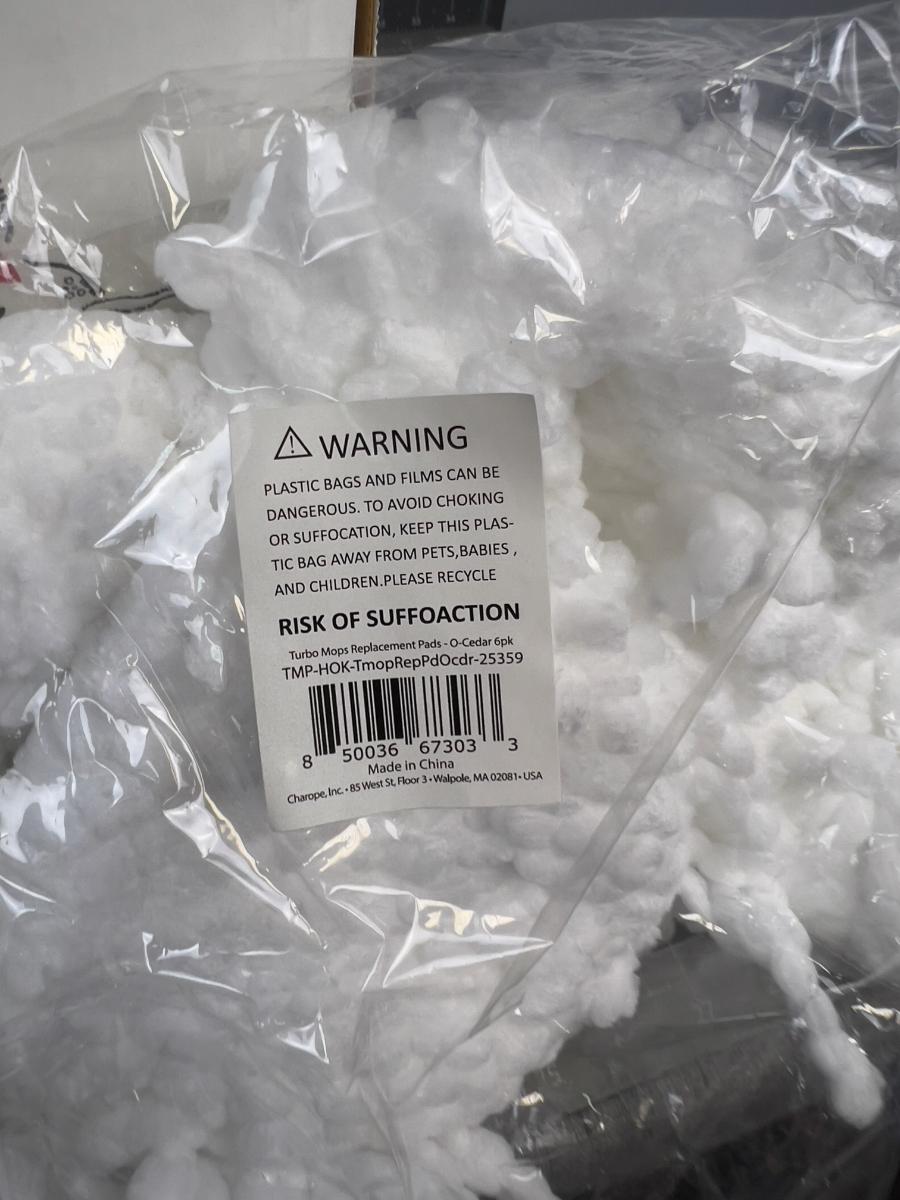 ⚠ WARNING
PLASTIC BAGS AND FILMS CAN BE
DANGEROUS. TO AVOID CHOKING
OR SUFFOCATION, KEEP THIS PLAS-
TIC BAG AWAY FROM PETS,BABIES ,
AND CHILDREN.PLEASE RECYCLE
RISK OF SUFFOACTION
Turbo Mops Replacement Pads - O-Cedar 6pk
TMP-HOK-TmopRepPdOcdr-25359
8 50036 67303 3
Made in China
Charope, Inc. • 85 West St, Floor 3 • Walpole, MA 02081 • USA